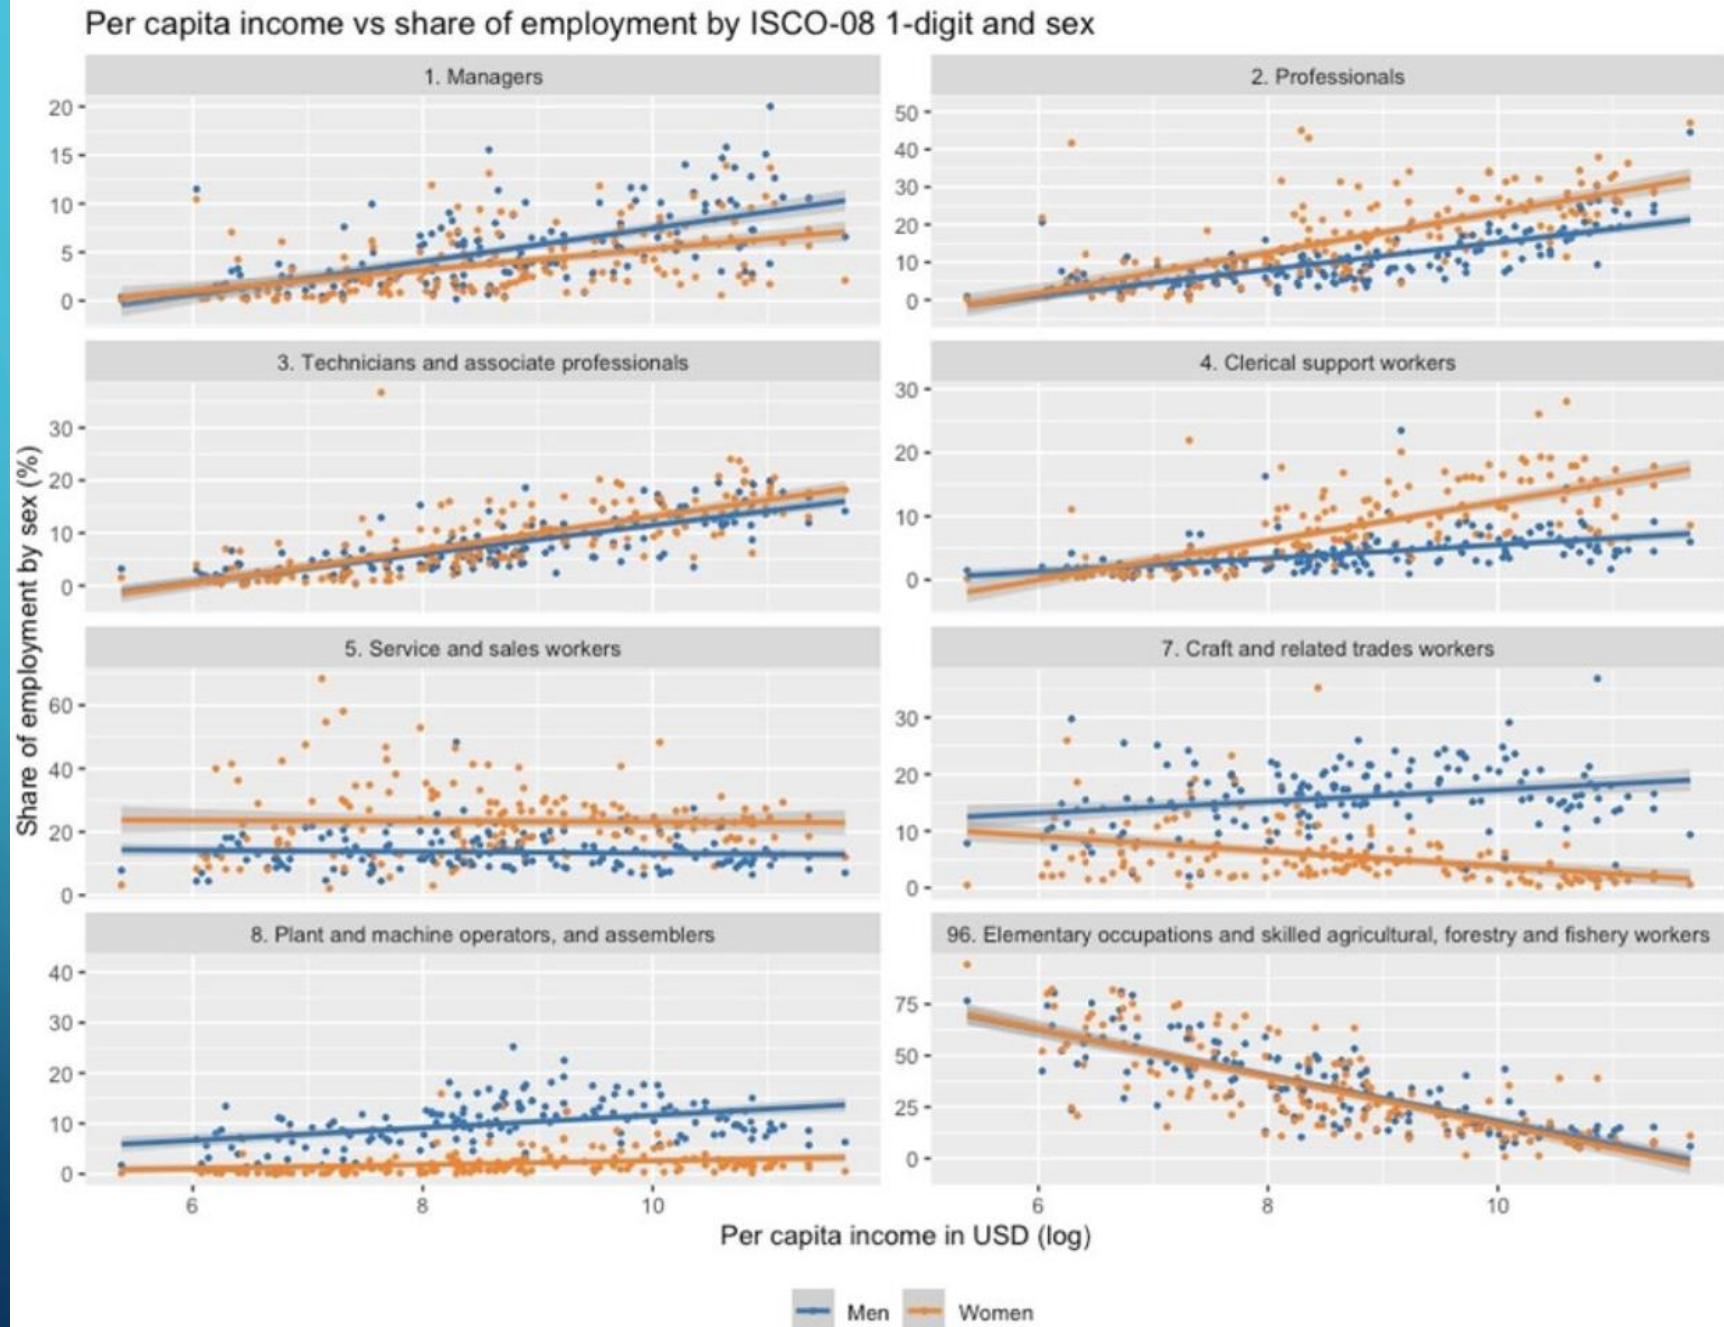 Per capita income vs share of employment by ISCO-08 1-digit and sex
1. Managers
20
15
10
5
0
2. Professionals
50
40
30
20
10
0
3. Technicians and associate professionals
30
20
10
0
4. Clerical support workers
30
20
10
0
5. Service and sales workers
60
40
20
0
7. Craft and related trades workers
30
20
10
0
8. Plant and machine operators, and assemblers
40
30
20
10
0
96. Elementary occupations and skilled agricultural, forestry and fishery workers
75
50
25
0
Share of employment by sex (%)
6 8 10
6 8 10
Per capita income in USD (log)
Men Women